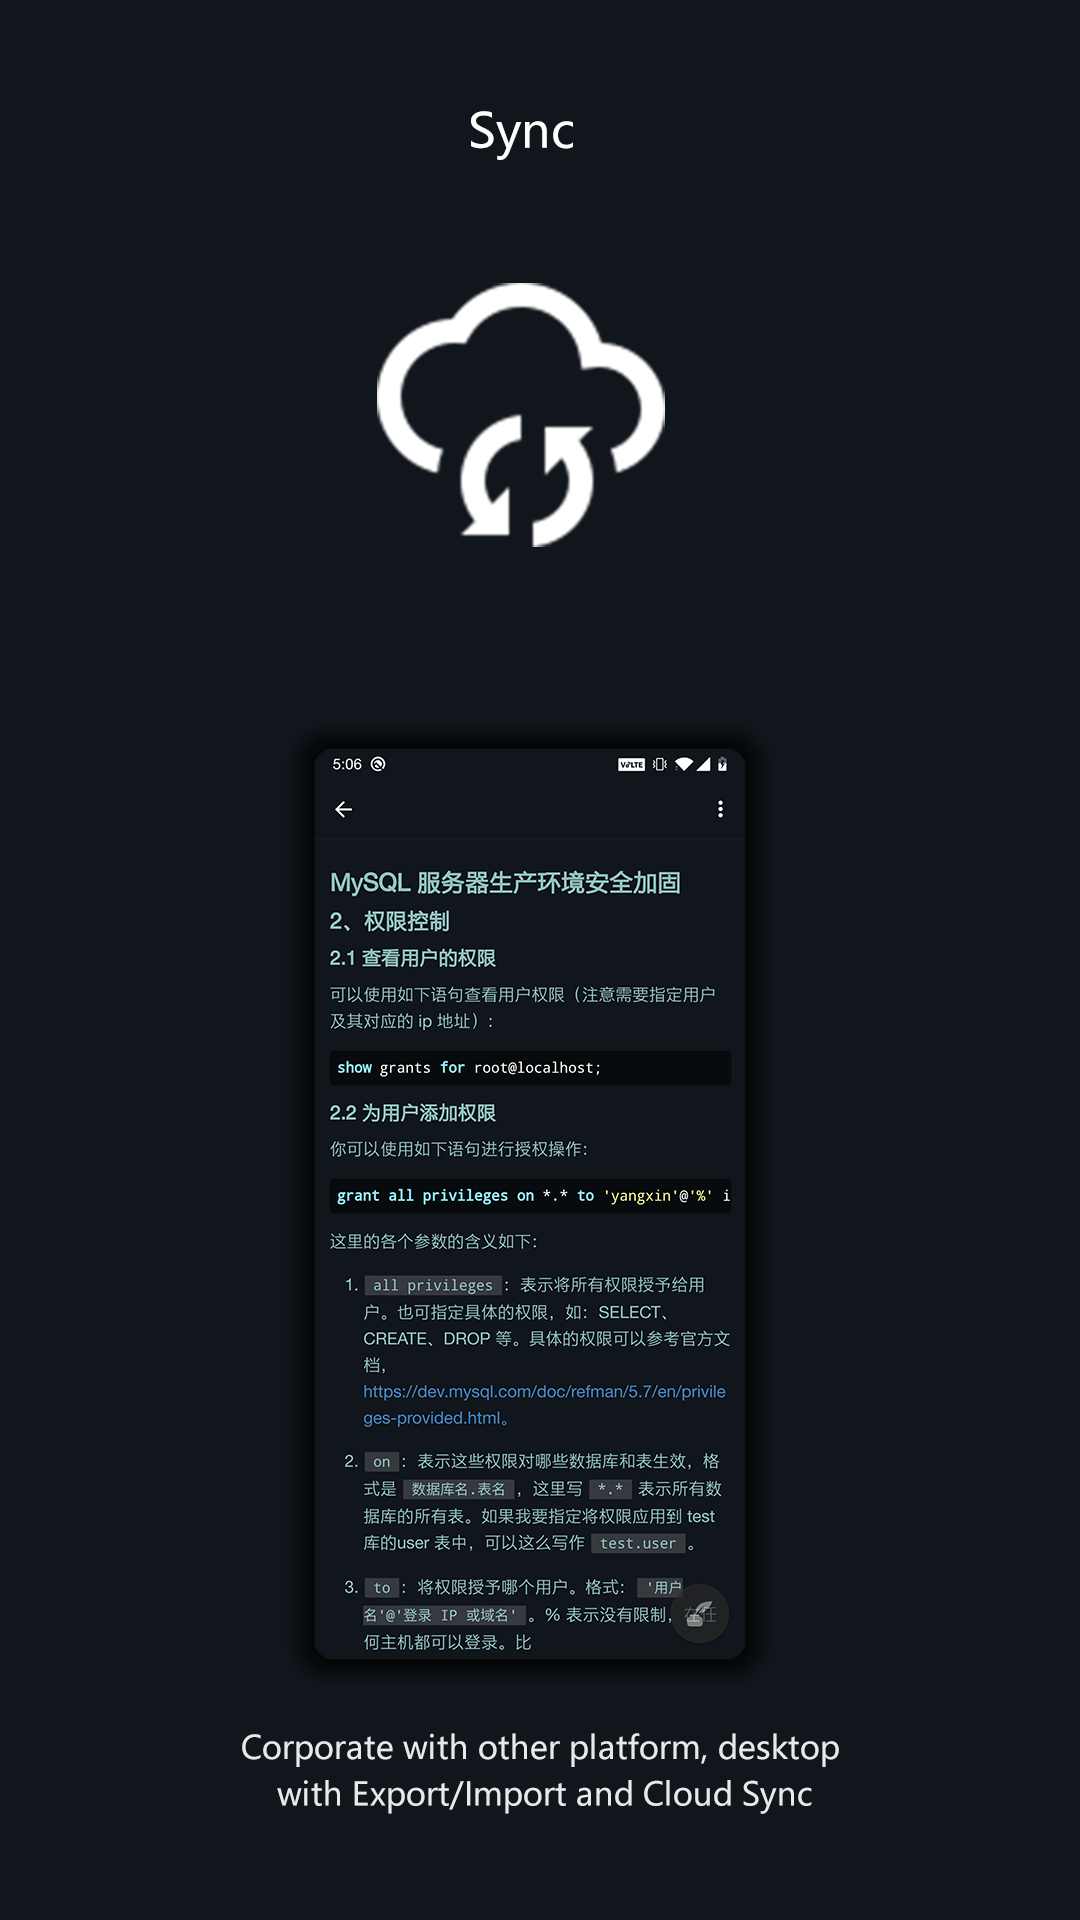 Sync
5:06
VoLTE
MySQL 服务器生产环境安全加固
2、权限控制
2.1 查看用户的权限
可以使用如下语句查看用户权限（注意需要指定用户
及其对应的 ip 地址）:
show grants for root@localhost;
2.2 为用户添加权限
你可以使用如下语句进行授权操作:
grant all privileges on *.* to 'yangxin'@'%' i
这里的各个参数的含义如下:
1. all privileges : 表示将所有权限授予给用
户。也可指定具体的权限，如: SELECT、
CREATE、DROP 等。具体的权限可以参考官方文
档，
https://dev.mysql.com/doc/refman/5.7/en/privile
ges-provided.html。
2. on : 表示这些权限对哪些数据库和表生效，格
式是 数据库名.表名 ，这里写 *.* 表示所有数
据库的所有表。如果我要指定将权限应用到 test
库的user 表中，可以这么写作 test.user 。
3. to : 将权限授予哪个用户。格式: '用户
名'@'登录 IP 或域名' 。% 表示没有限制，在任
何主机都可以登录。比
Corporate with other platform, desktop
with Export/Import and Cloud Sync